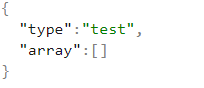 {
  "type":"test",
  "array":[]
}